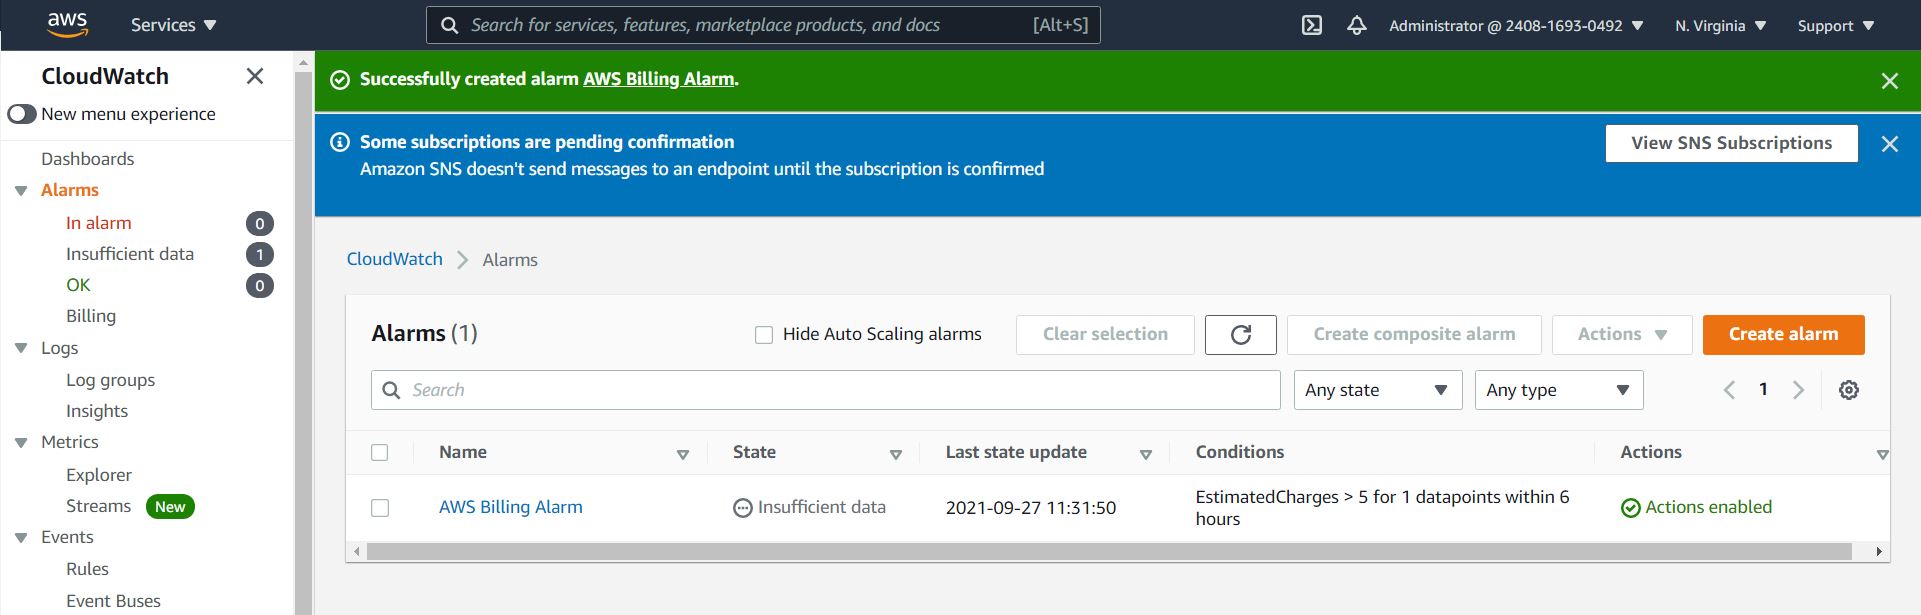 aws Services Search for services, features, marketplace products, and docs [Alt+S] Administrator @ 2408-1693-0492 N. Virginia Support
CloudWatch
New menu experience
Dashboards
Alarms
In alarm 0
Insufficient data 1
OK 0
Billing
Logs
Log groups
Insights
Metrics
Explorer
Streams New
Events
Rules
Event Buses
Successfully created alarm AWS Billing Alarm.
Some subscriptions are pending confirmation
Amazon SNS doesn't send messages to an endpoint until the subscription is confirmed
View SNS Subscriptions
CloudWatch Alarms
Alarms (1) Hide Auto Scaling alarms Clear selection Create composite alarm Actions Create alarm
Search Any state Any type 1
Name State Last state update Conditions Actions
AWS Billing Alarm Insufficient data 2021-09-27 11:31:50 EstimatedCharges > 5 for 1 datapoints within 6 Actions enabled
hours